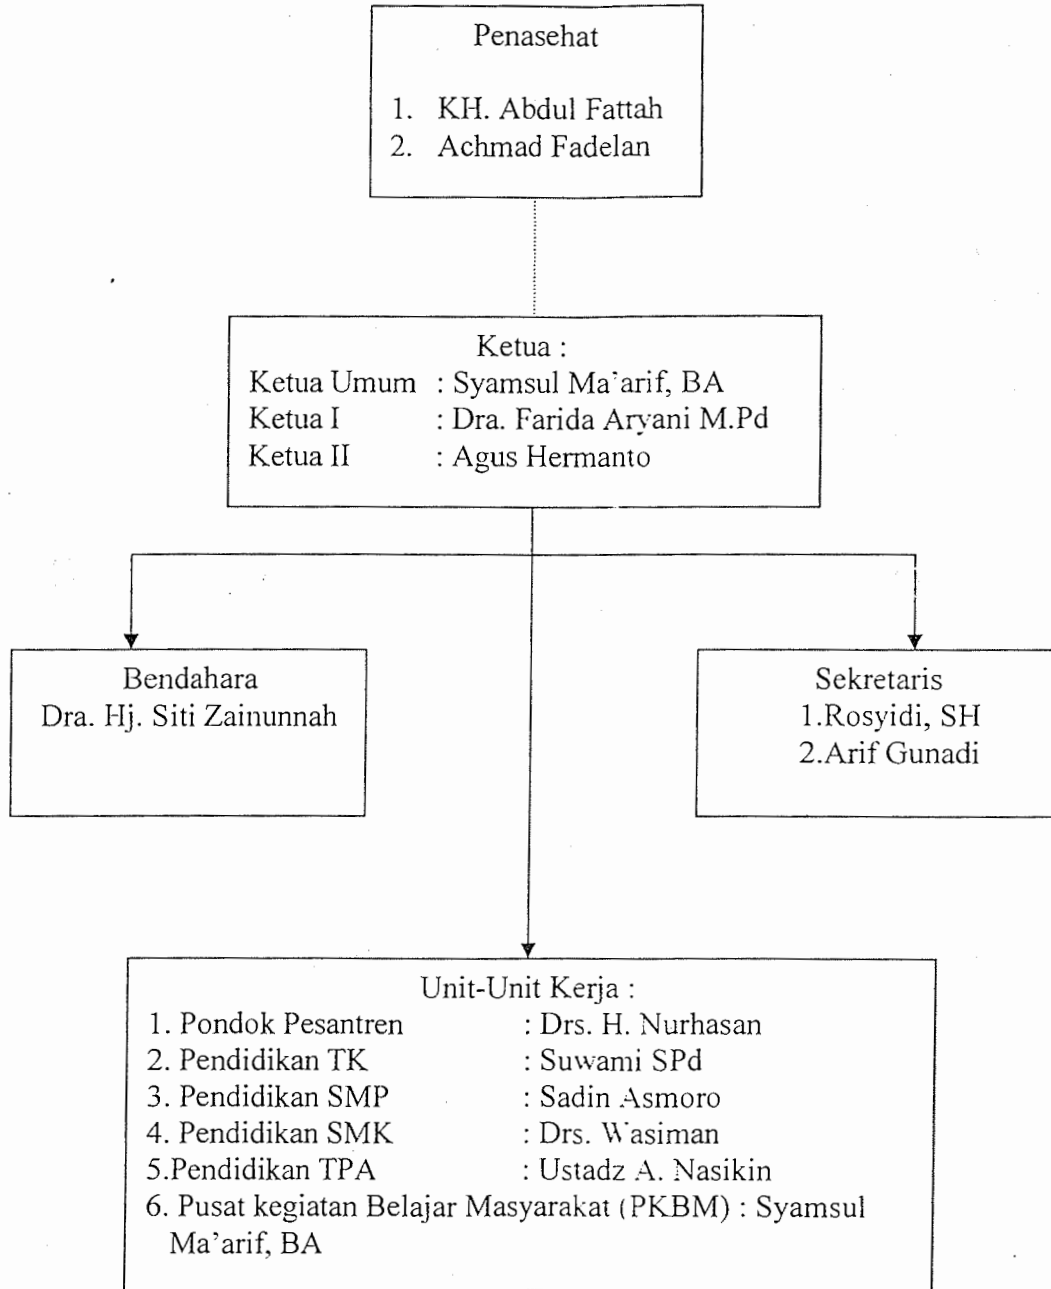 Penasehat
1. KH. Abdul Fattah
2. Achmad Fadelan
Ketua :
Ketua Umum : Syamsul Ma'arif, BA
Ketua I : Dra. Farida Aryani M.Pd
Ketua II : Agus Hermanto
Bendahara
Dra. Hj. Siti Zainunnah
Sekretaris
1.Rosyidi, SH
2.Arif Gunadi
Unit-Unit Kerja :
1. Pondok Pesantren : Drs. H. Nurhasan
2. Pendidikan TK : Suwami SPd
3. Pendidikan SMP : Sadin Asmoro
4. Pendidikan SMK : Drs. Wasiman
5.Pendidikan TPA : Ustadz A. Nasikin
6. Pusat kegiatan Belajar Masyarakat (PKBM) : Syamsul
Ma'arif, BA